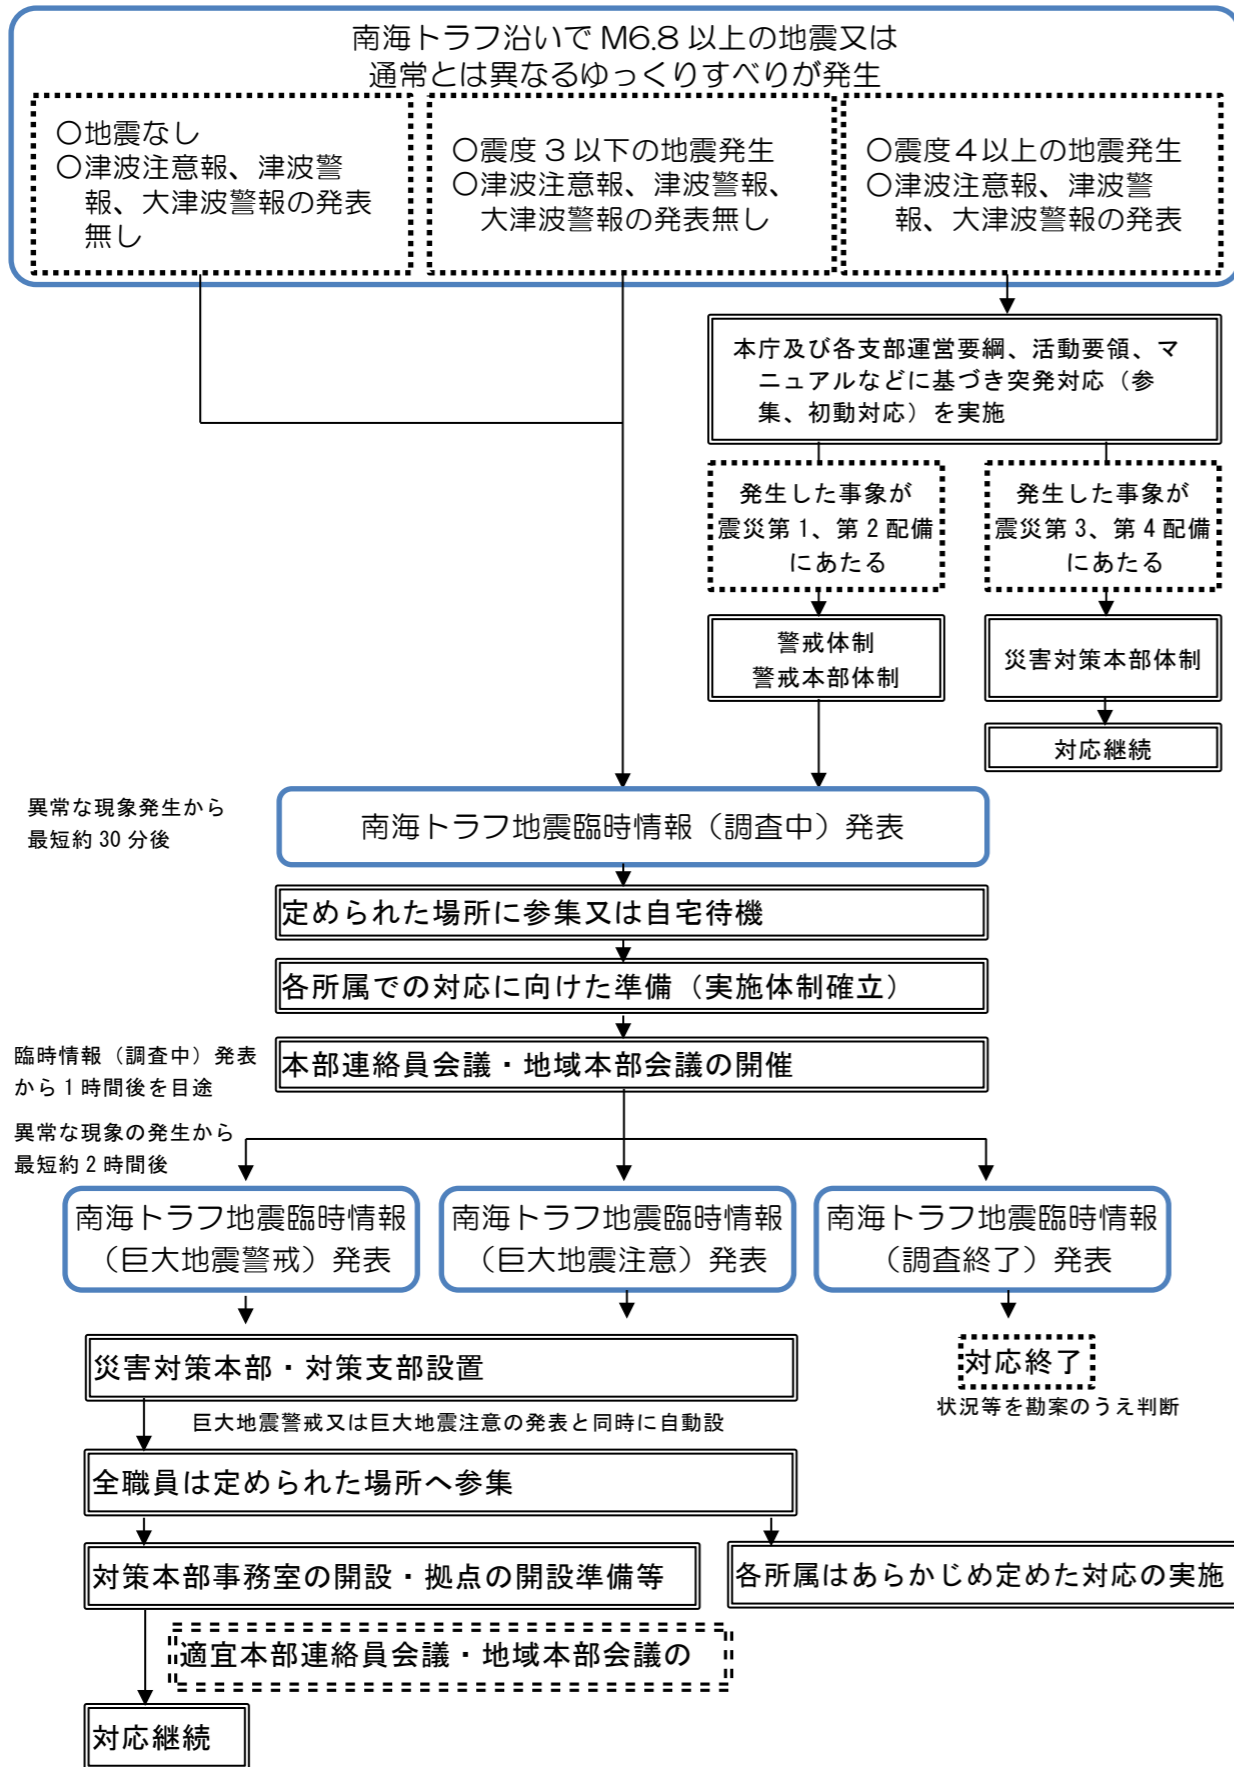 南海トラフ沿いで M6.8 以上の地震又は
通常とは異なるゆっくりすべりが発生
〇地震なし
〇津波注意報、津波警
報、大津波警報の発表
無し
〇震度 3 以下の地震発生
〇津波注意報、津波警報、
大津波警報の発表無し
〇震度４以上の地震発生
〇津波注意報、津波警
報、大津波警報の発表
本庁及び各支部運営要綱、活動要領、マ
ニュアルなどに基づき突発対応（参
集、初動対応）を実施
発生した事象が
震災第 1、第 2 配備
にあたる
発生した事象が
震災第 3、第 4 配備
にあたる
警戒体制
警戒本部体制
災害対策本部体制
対応継続
異常な現象発生から
最短約 30 分後
南海トラフ地震臨時情報（調査中）発表
定められた場所に参集又は自宅待機
各所属での対応に向けた準備（実施体制確立）
臨時情報（調査中）発表
から 1 時間後を目途
本部連絡員会議・地域本部会議の開催
異常な現象の発生から
最短約 2 時間後
南海トラフ地震臨時情報
（巨大地震警戒）発表
南海トラフ地震臨時情報
（巨大地震注意）発表
南海トラフ地震臨時情報
（調査終了）発表
災害対策本部・対策支部設置
対応終了
状況等を勘案のうえ判断
巨大地震警戒又は巨大地震注意の発表と同時に自動設
全職員は定められた場所へ参集
対策本部事務室の開設・拠点の開設準備等
各所属はあらかじめ定めた対応の実施
適宜本部連絡員会議・地域本部会議の
対応継続